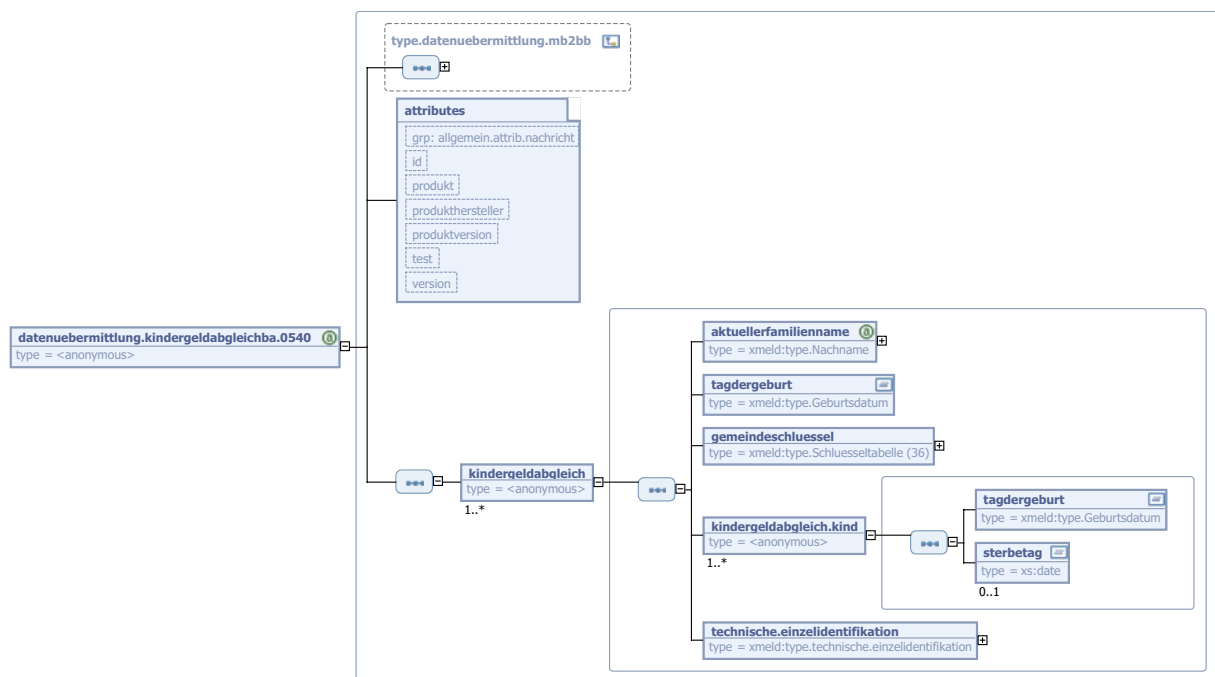 type.datenuebermittlung.mb2bb
attributes
grp: allgemein.attrib.nachricht
id
produkt
produkthersteller
produktversion
test
version
datenuebermittlung.kindergeldabgleichba.0540
type = <anonymous>
aktuellerfamilienname
type = xmeld:type.Nachname
tagdergeburt
type = xmeld:type.Geburtsdatum
gemeindeschluessel
type = xmeld:type.Schluesseltabelle (36)
kindergeldabgleich
type = <anonymous>
1..*
kindergeldabgleich.kind
type = <anonymous>
1..*
tagdergeburt
type = xmeld:type.Geburtsdatum
sterbetag
type = xs:date
0..1
technische.einzelidentifikation
type = xmeld:type.technische.einzelidentifikation